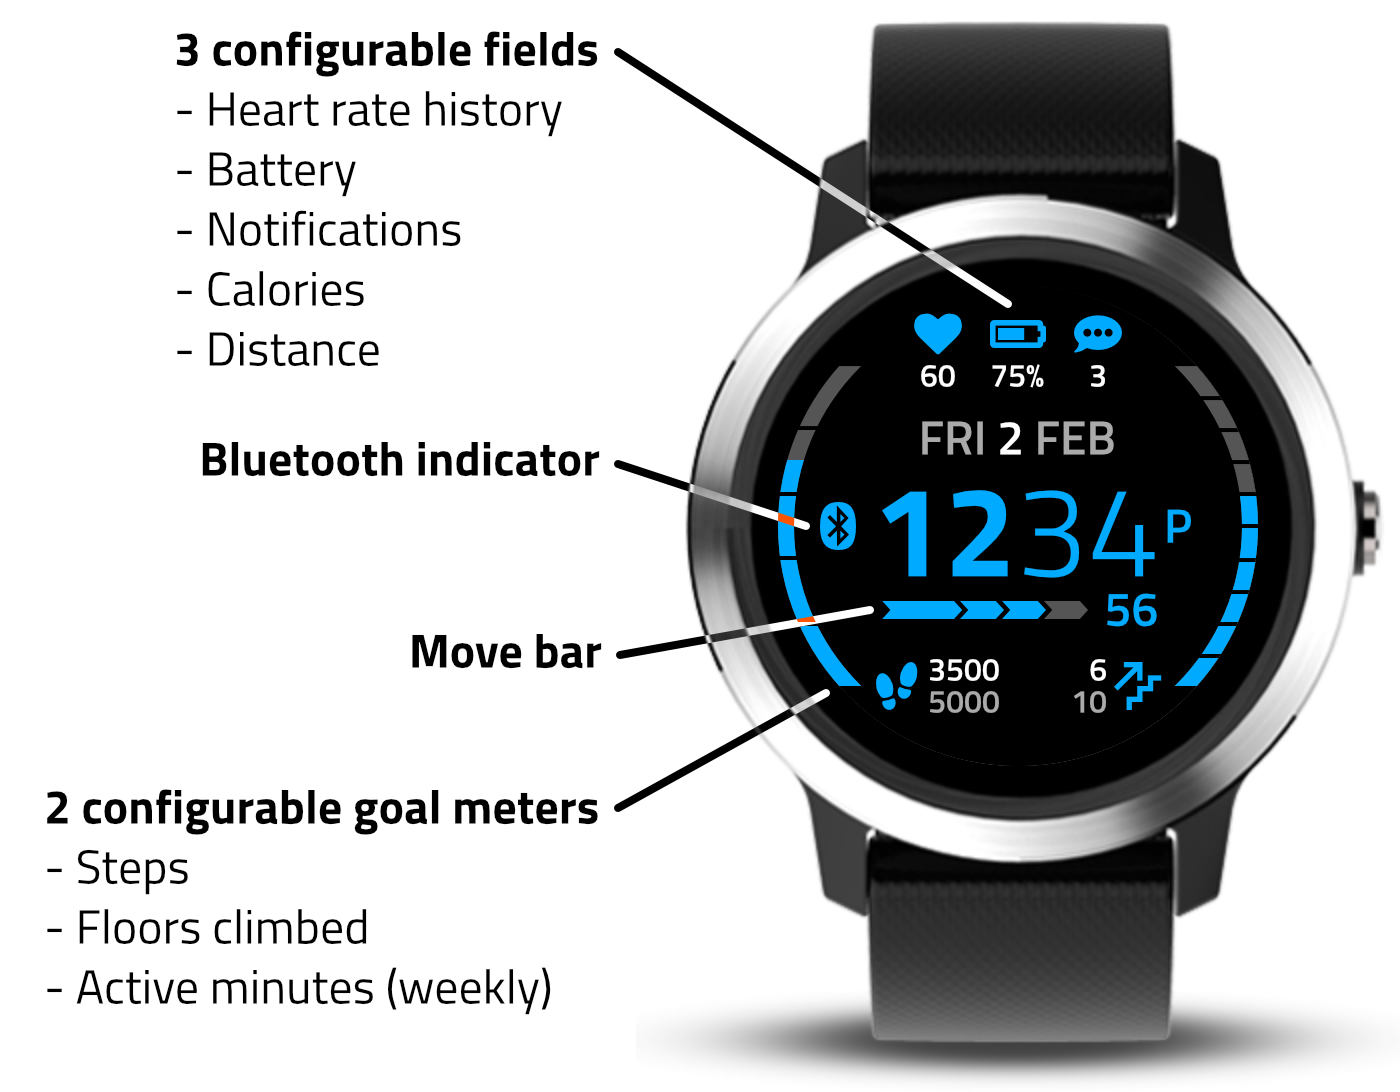 3 configurable fields
- Heart rate history
- Battery
- Notifications
- Calories
- Distance
Bluetooth indicator
Move bar
2 configurable goal meters
- Steps
- Floors climbed
- Active minutes (weekly)
60 75% 3
FRI 2 FEB
1234 P
56
3500 6
5000 10